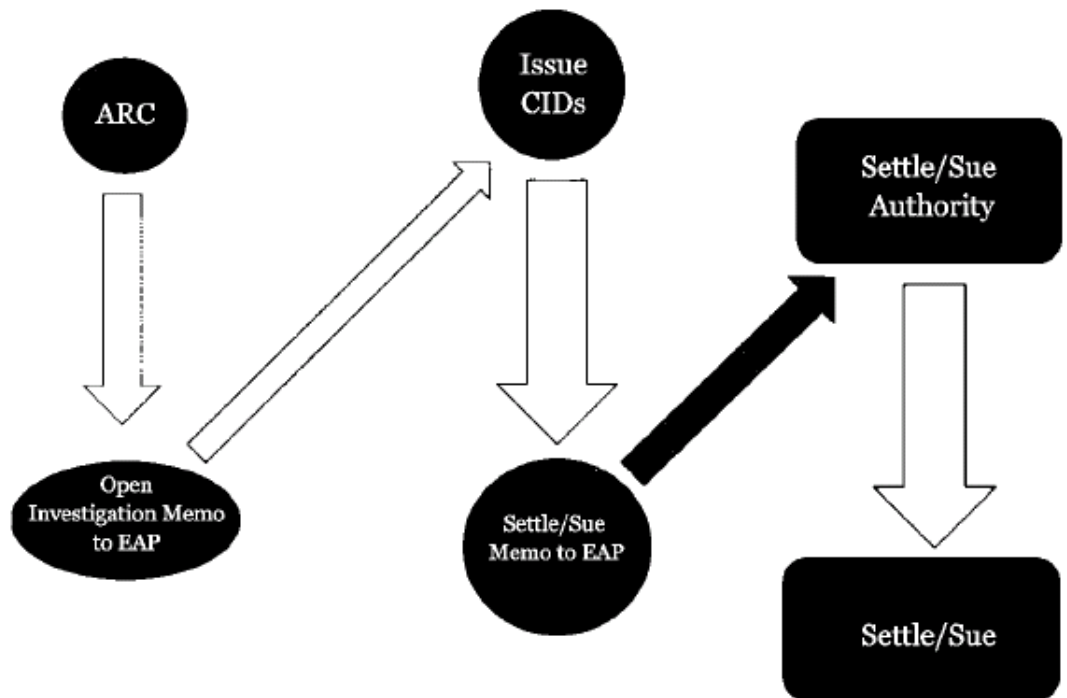 ARC
Open
Investigation Memo
to EAP
Issue
CIDs
Settle/Sue
Memo to EAP
Settle/Sue
Authority
Settle/Sue